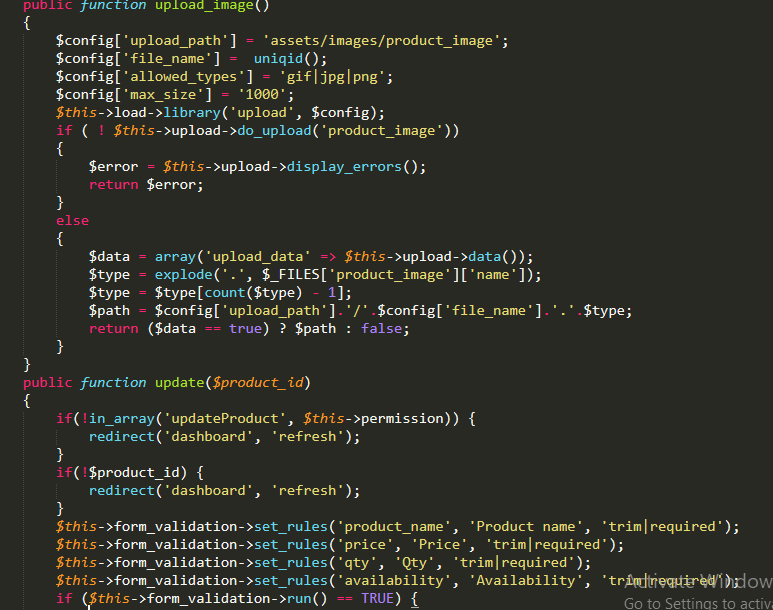 public function upload_image()
{
$config['upload_path'] = 'assets/images/product_image';
$config['file_name'] =  uniqid();
$config['allowed_types'] = 'gif|jpg|png';
$config['max_size'] = '1000';
$this->load->library('upload', $config);
if ( ! $this->upload->do_upload('product_image'))
{
$error = $this->upload->display_errors();
return $error;
}
else
{
$data = array('upload_data' => $this->upload->data());
$type = explode('.', $_FILES['product_image']['name']);
$type = $type[count($type) - 1];
$path = $config['upload_path'].'/'.$config['file_name'].'.'.$type;
return ($data == true) ? $path : false;
}
}
public function update($product_id)
{
if(!in_array('updateProduct', $this->permission)) {
redirect('dashboard', 'refresh');
}
if(!$product_id) {
redirect('dashboard', 'refresh');
}
$this->form_validation->set_rules('product_name', 'Product name', 'trim|required');
$this->form_validation->set_rules('price', 'Price', 'trim|required');
$this->form_validation->set_rules('qty', 'Qty', 'trim|required');
$this->form_validation->set_rules('availability', 'Availability', 'trim|required');
if ($this->form_validation->run() == TRUE) {
Activate Window
Go to Settings to activ